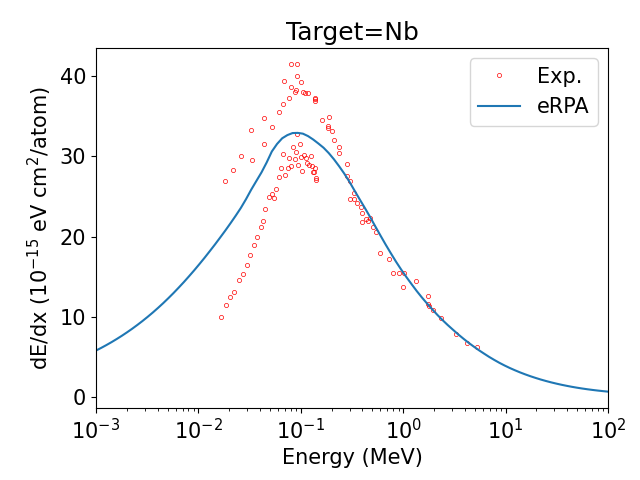 Target=Nb
dE/dx (10⁻¹⁵ eV cm²/atom)
40
30
20
10
0
Exp.
eRPA
10⁻³ 10⁻² 10⁻¹ 10⁰ 10¹ 10²
Energy (MeV)